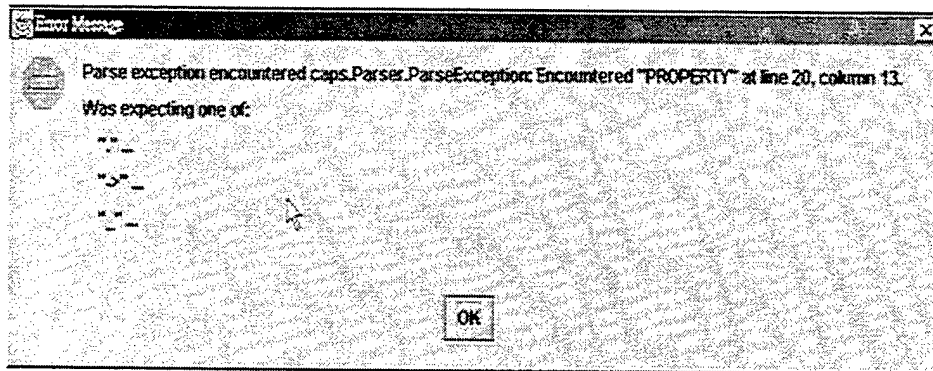 Error Message
Parse exception encountered caps.Parser.ParseException: Encountered "PROPERTY" at line 20, column 13.
Was expecting one of:
">"
OK